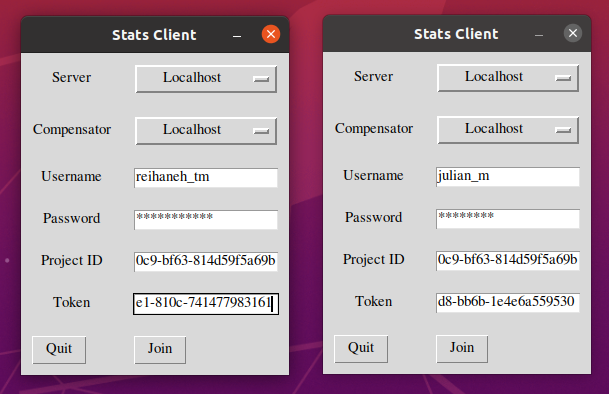 Stats Client
Server Localhost
Compensator Localhost
Username reihaneh_tm
Password ***********
Project ID 0c9-bf63-814d59f5a69b
Token e1-810c-741477983161
Quit Join
Stats Client
Server Localhost
Compensator Localhost
Username julian_m
Password ********
Project ID 0c9-bf63-814d59f5a69b
Token d8-bb6b-1e4e6a559530
Quit Join